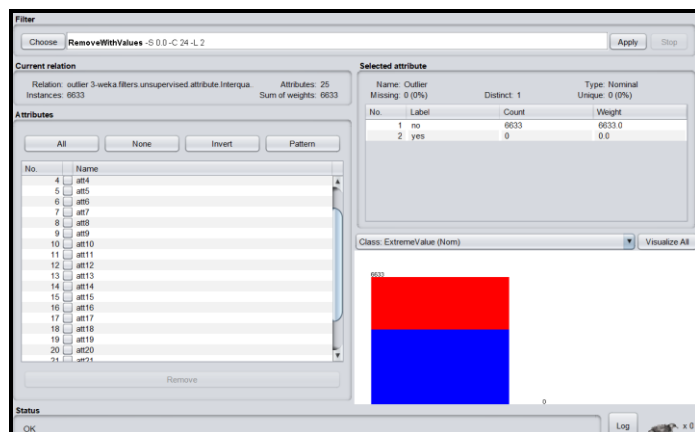 Filter
Choose RemoveWithValues -S 0.0 -C 24 -L 2 Apply Stop
Current relation
Relation: outlier 3-weka.filters.unsupervised.attribute.Interqua. Attributes: 25
Instances: 6633 Sum of weights: 6633
Attributes
All None Invert Pattern
No. Name
4 att4
5 att5
6 att6
7 att7
8 att8
9 att9
10 att10
11 att11
12 att12
13 att13
14 att14
15 att15
16 att16
17 att17
18 att18
19 att19
20 att20
21 att21
Remove
Selected attribute
Name: Outlier Type: Nominal
Missing: 0 (0%) Distinct: 1 Unique: 0 (0%)
No. Label Count Weight
1 no 6633 6633.0
2 yes 0 0.0
Class: ExtremeValue (Nom) Visualize All
6633
0
Status
OK Log x 0